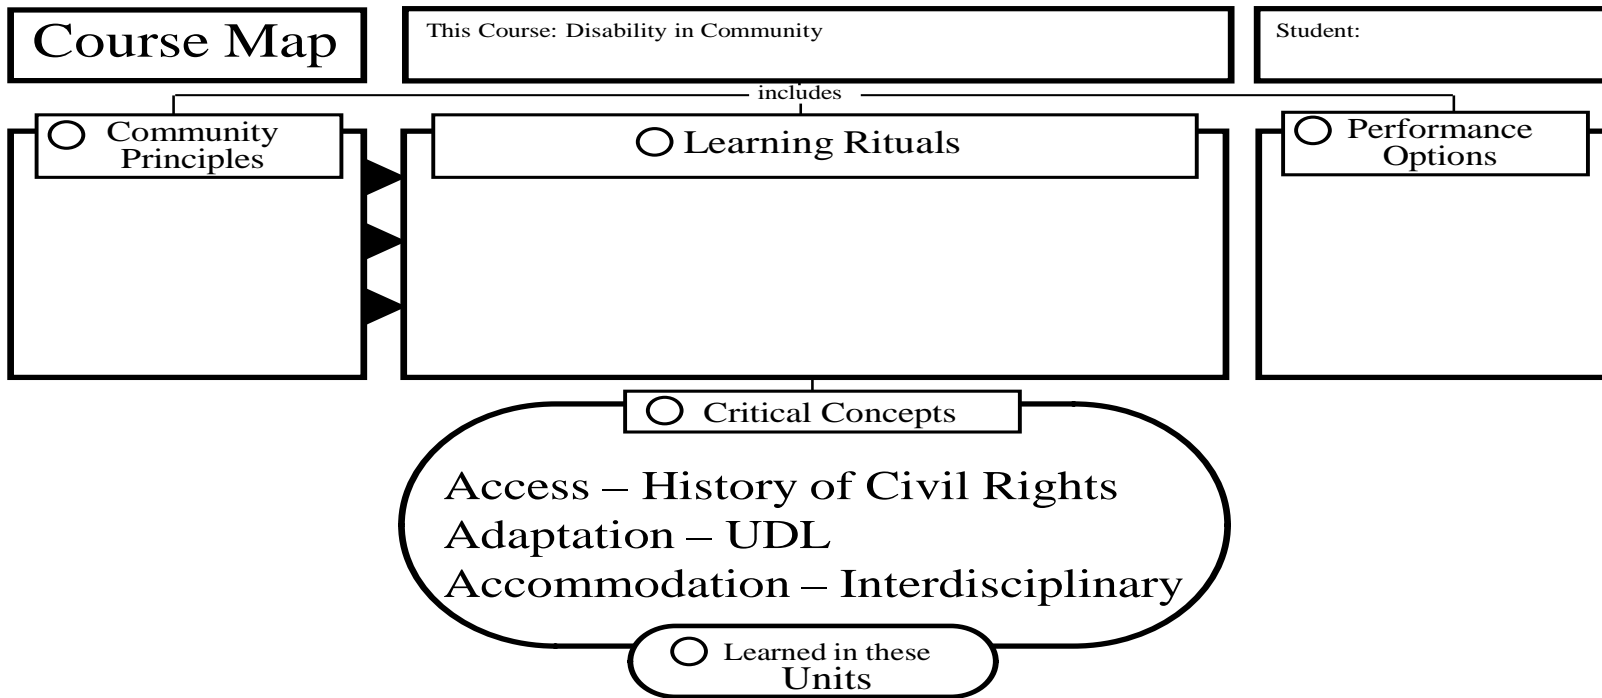 Course Map
This Course: Disability in Community
Student:
includes
Community
Principles
Learning Rituals
Performance
Options
Critical Concepts
Access – History of Civil Rights
Adaptation – UDL
Accommodation – Interdisciplinary
Learned in these
Units